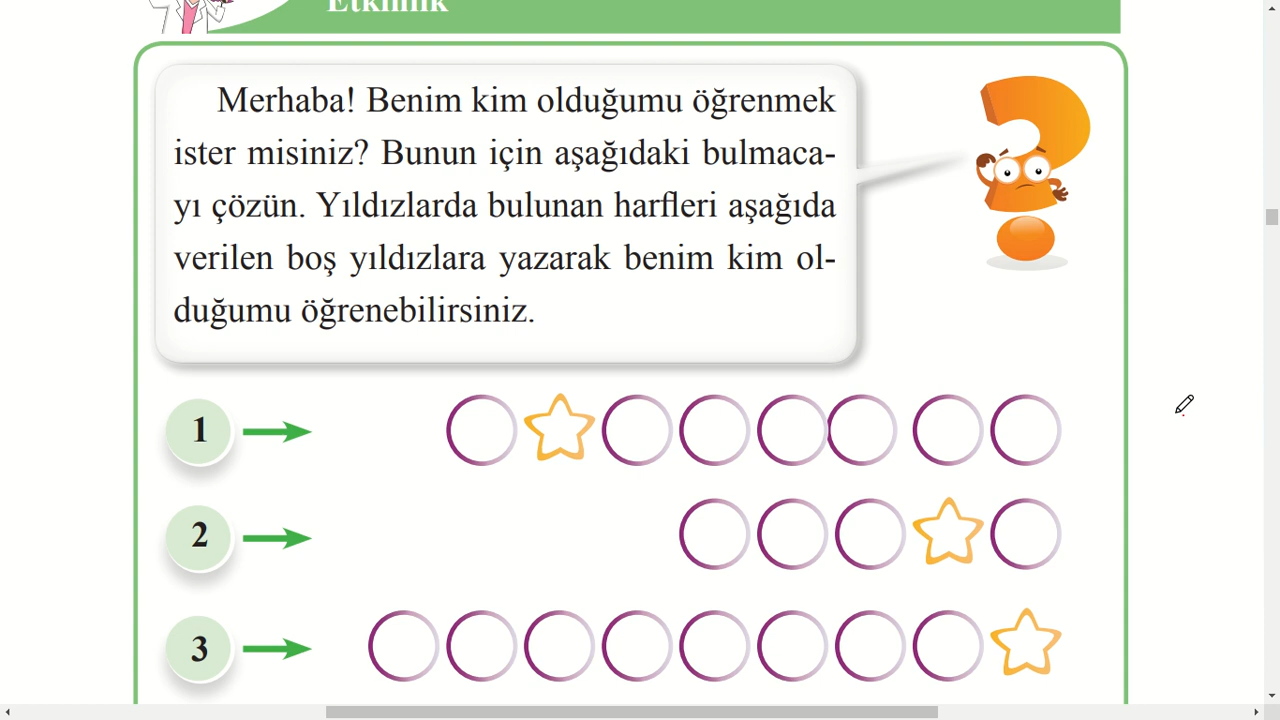 Etkinlik
Merhaba! Benim kim olduğumu öğrenmek
ister misiniz? Bunun için aşağıdaki bulmaca-
yı çözün. Yıldızlarda bulunan harfleri aşağıda
verilen boş yıldızlara yazarak benim kim ol-
duğumu öğrenebilirsiniz.
1
2
3